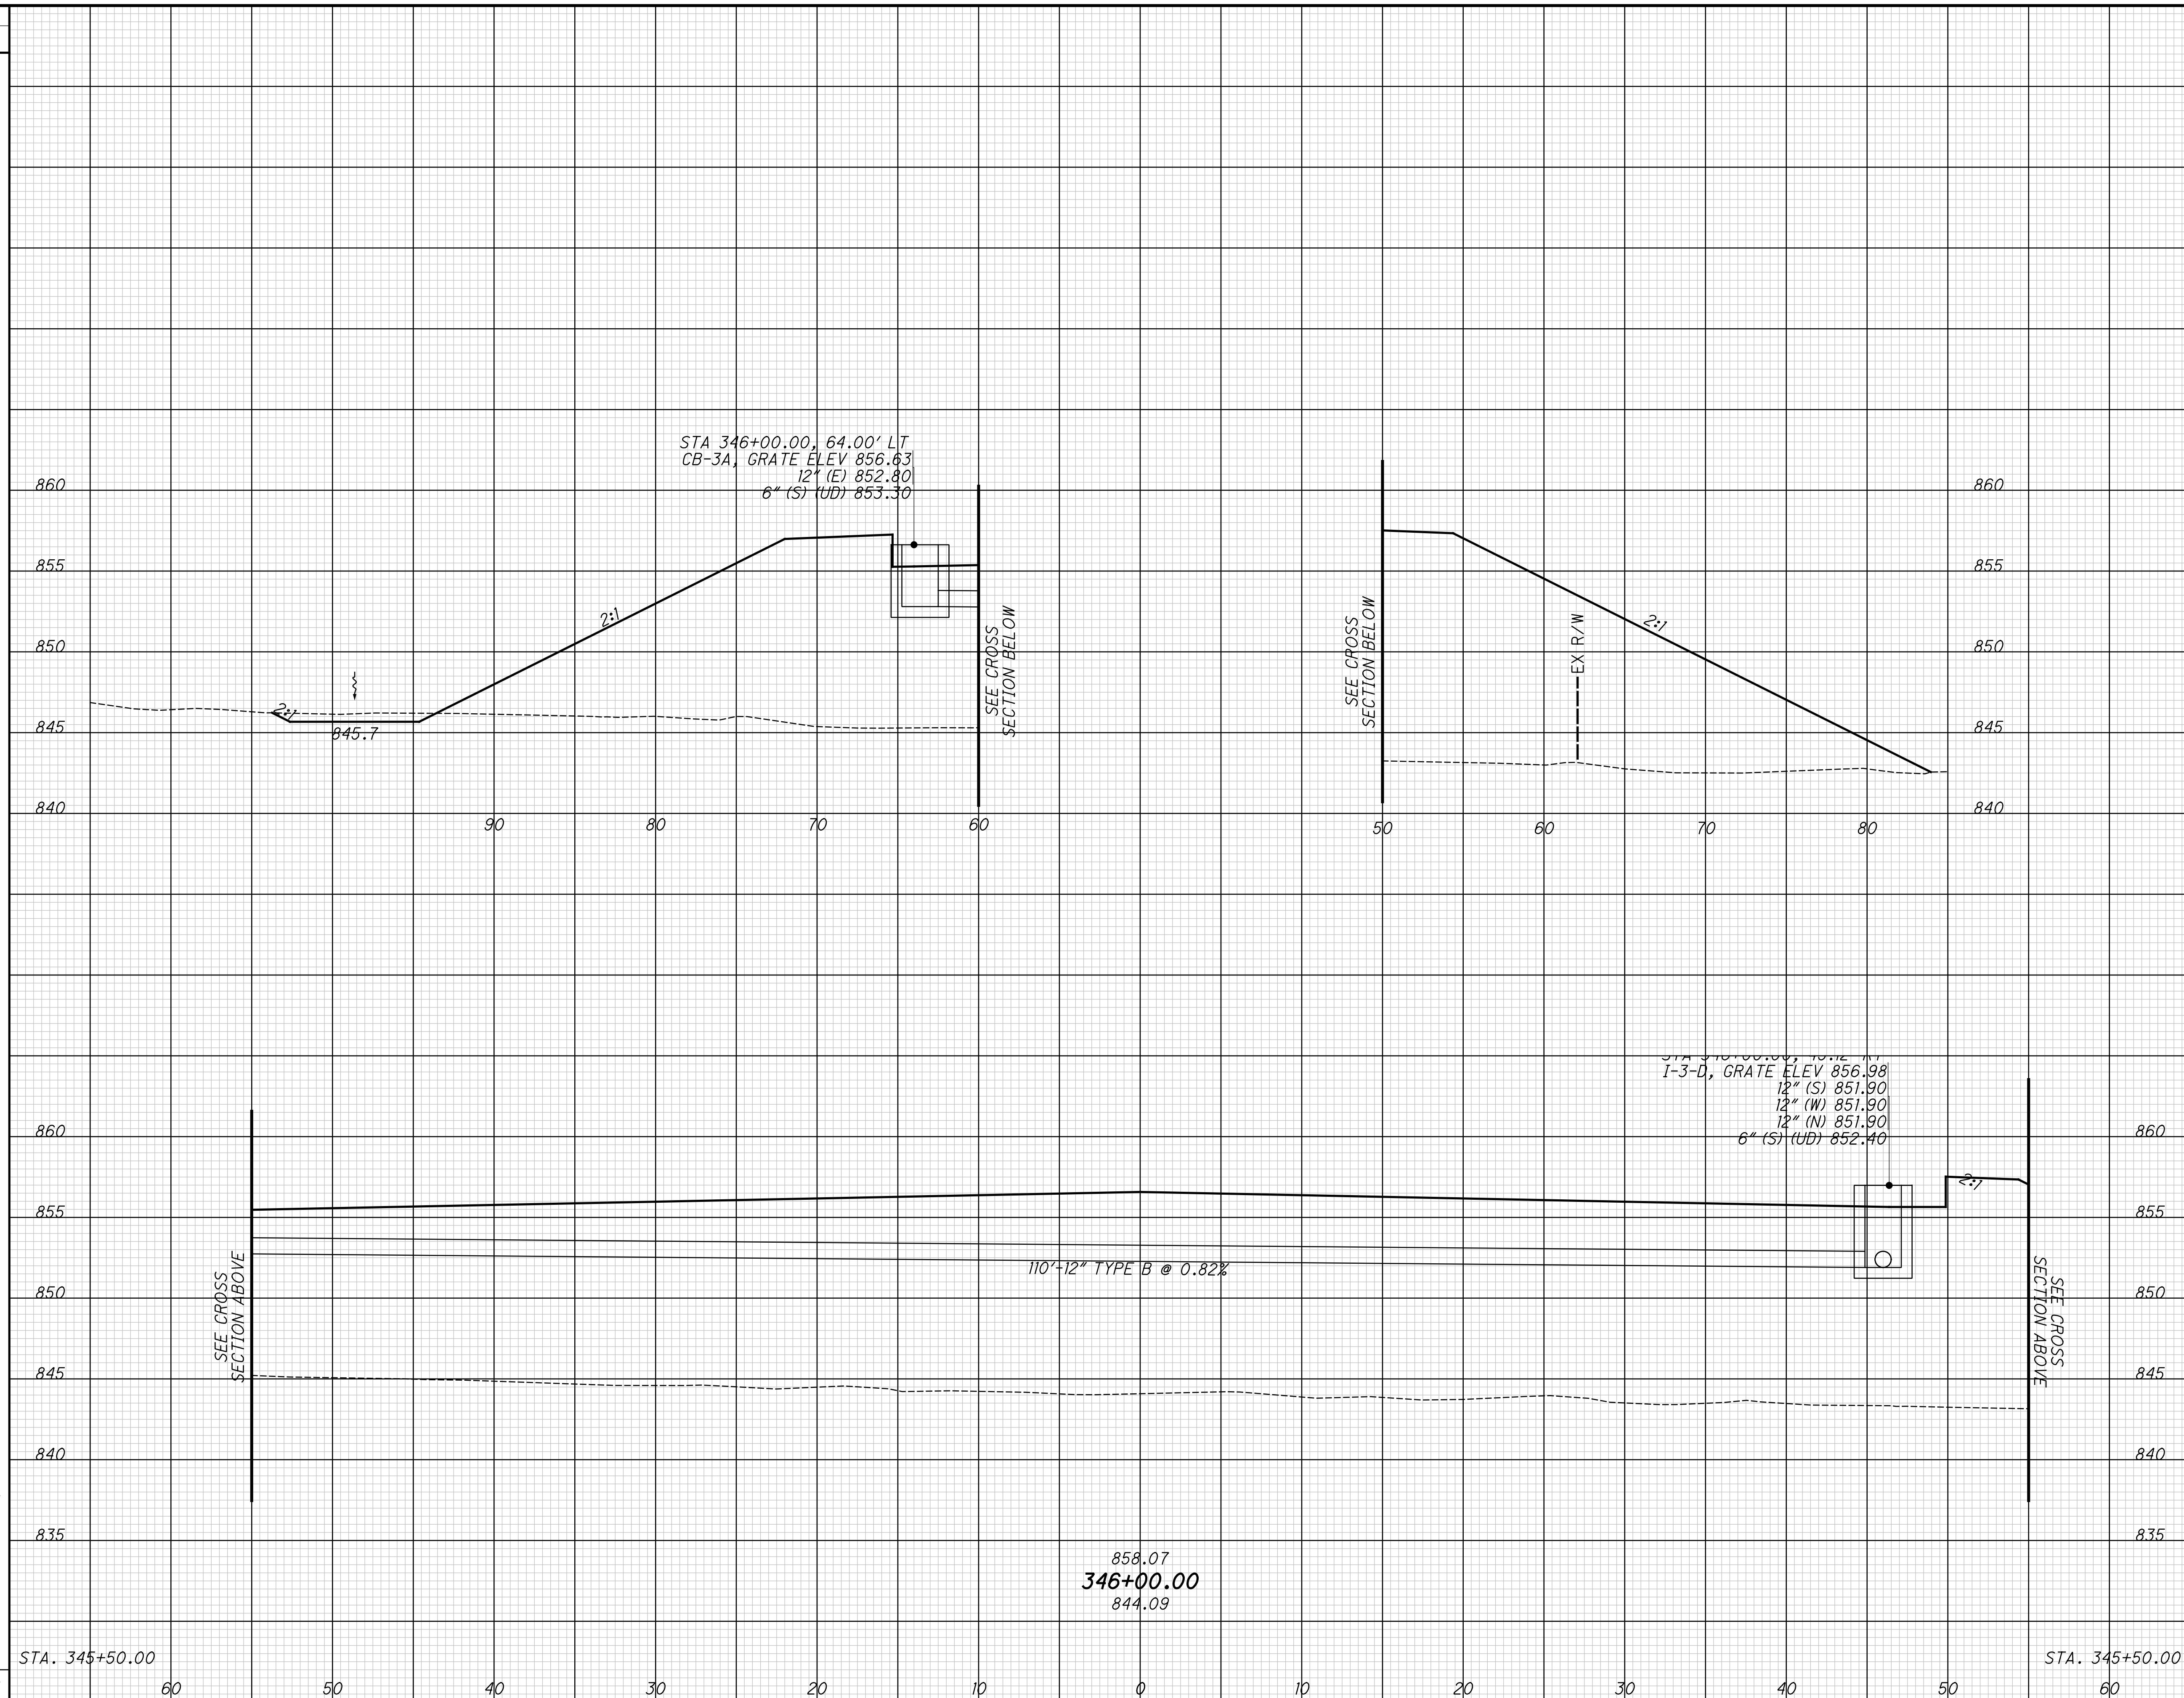 STA 346+00.00, 64.00' LT
CB-3A, GRATE ELEV 856.63
12" (E) 852.80
6" (S) (UD) 853.30
860
860
855
855
2:1
2:1
850
850
EX R/W
SEE CROSS
SECTION BELOW
SEE CROSS
SECTION BELOW
2:1
845
845.7
845
840
840
90
80
70
60
50
60
70
80
I-3-D, GRATE ELEV 856.98
12" (S) 851.90
12" (W) 851.90
12" (N) 851.90
6" (S) (UD) 852.40
860
860
2:1
855
855
110'-12" TYPE B @ 0.82%
850
850
SEE CROSS
SECTION ABOVE
SEE CROSS
SECTION ABOVE
845
845
840
840
835
835
858.07
346+00.00
844.09
STA. 345+50.00
STA. 345+50.00
60
50
40
30
20
10
0
10
20
30
40
50
60